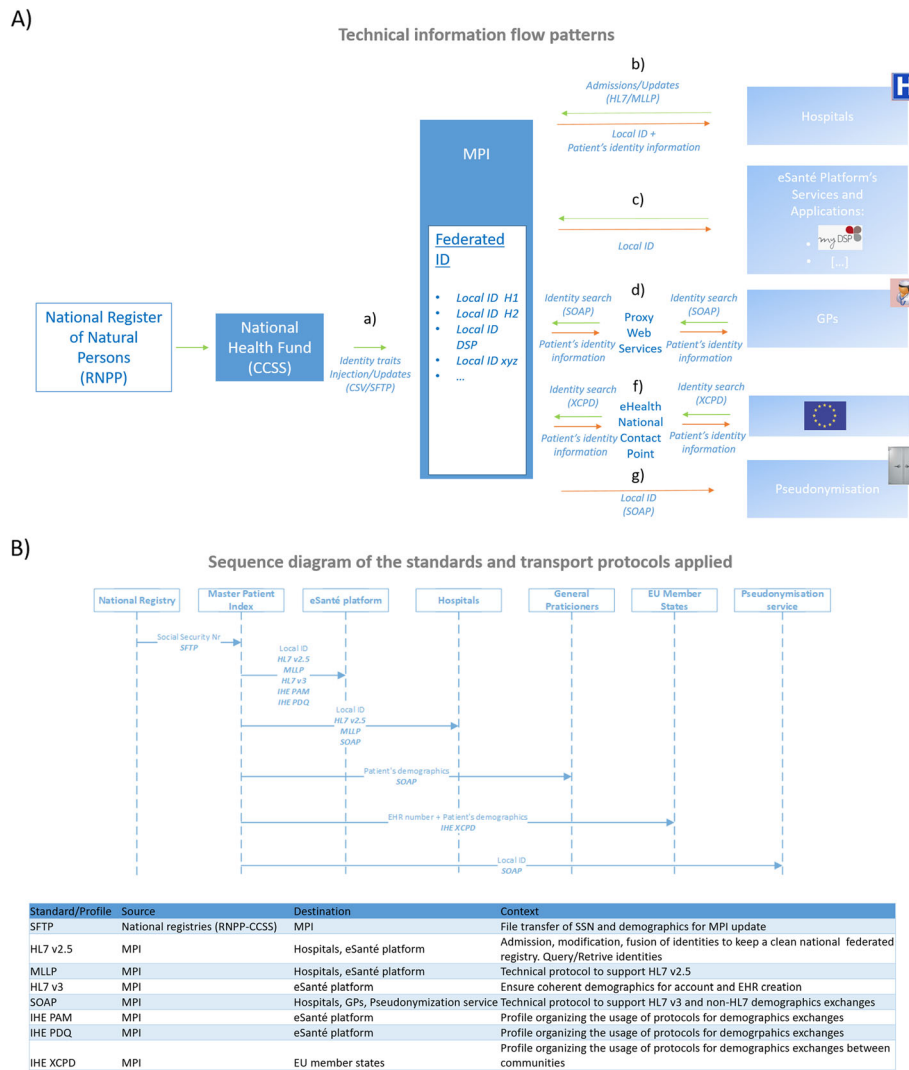 A)
Technical information flow patterns
b)
Admissions/Updates
(HL7/MLLP)
Local ID +
Patient's identity information
H
Hospitals
MPI
eSanté Platform's
Services and
Applications:
• my DSP
• [...]
c)
Local ID
Federated
ID
• Local ID H1
• Local ID H2
• Local ID
DSP
• Local ID xyz
• ...
National Register
of Natural
Persons
(RNPP)
National
Health Fund
(CCSS)
a)
Identity traits
Injection/Updates
(CSV/SFTP)
d)
Identity search
(SOAP)
Patient's identity
information
Proxy
Web
Services
Identity search
(SOAP)
Patient's identity
information
GPs
f)
Identity search
(XCPD)
Patient's identity
information
eHealth
National
Contact
Point
Identity search
(XCPD)
Patient's identity
information
g)
Local ID
(SOAP)
Pseudonymisation
B)
Sequence diagram of the standards and transport protocols applied
National Registry
Master Patient
Index
eSanté platform
Hospitals
General
Praticioners
EU Member
States
Pseudonymisation
service
Social Security Nr
SFTP
Local ID
HL7 v2.5
MLLP
HL7 v3
IHE PAM
IHE PDQ
Local ID
HL7 v2.5
MLLP
SOAP
Patient's demographics
SOAP
EHR number + Patient's demographics
IHE XCPD
Local ID
SOAP
Standard/Profile Source Destination Context
SFTP National registries (RNPP-CCSS) MPI File transfer of SSN and demographics for MPI update
HL7 v2.5 MPI Hospitals, eSanté platform Admission, modification, fusion of identities to keep a clean national federated
registry. Query/Retrive identities
MLLP MPI Hospitals, eSanté platform Technical protocol to support HL7 v2.5
HL7 v3 MPI eSanté platform Ensure coherent demographics for account and EHR creation
SOAP MPI Hospitals, GPs, Pseudonymization service Technical protocol to support HL7 v3 and non-HL7 demographics exchanges
IHE PAM MPI eSanté platform Profile organizing the usage of protocols for demographics exchanges
IHE PDQ MPI eSanté platform Profile organizing the usage of protocols for demogrpahics exchanges
IHE XCPD MPI EU member states Profile organizing the usage of protocols for demographics exchanges between
communities